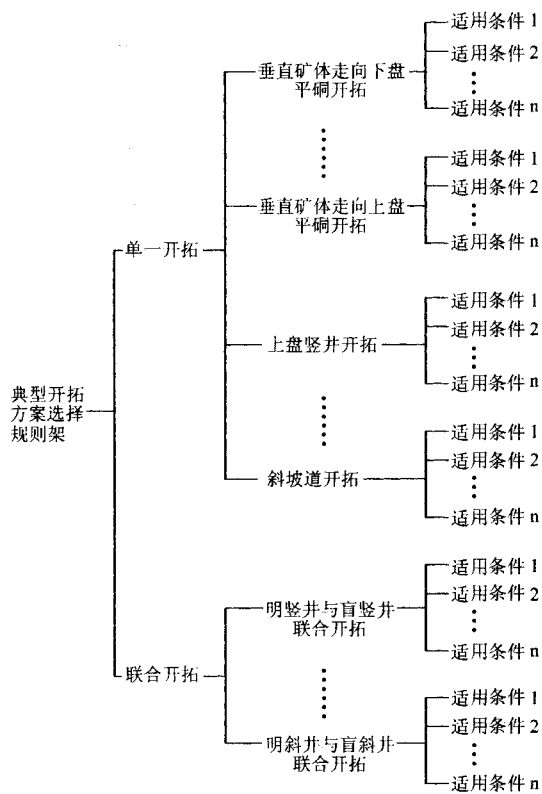 适用条件 1
适用条件 2
适用条件 n
垂直矿体走向下盘
平硐开拓
适用条件 1
适用条件 2
适用条件 n
垂直矿体走向上盘
平硐开拓
单一开拓
适用条件 1
适用条件 2
适用条件 n
上盘竖井开拓
典型开拓
方案选择
规则架
适用条件 1
适用条件 2
适用条件 n
斜坡道开拓
适用条件 1
适用条件 2
适用条件 n
明竖井与盲竖井
联合开拓
联合开拓
适用条件 1
适用条件 2
适用条件 n
明斜井与盲斜井
联合开拓